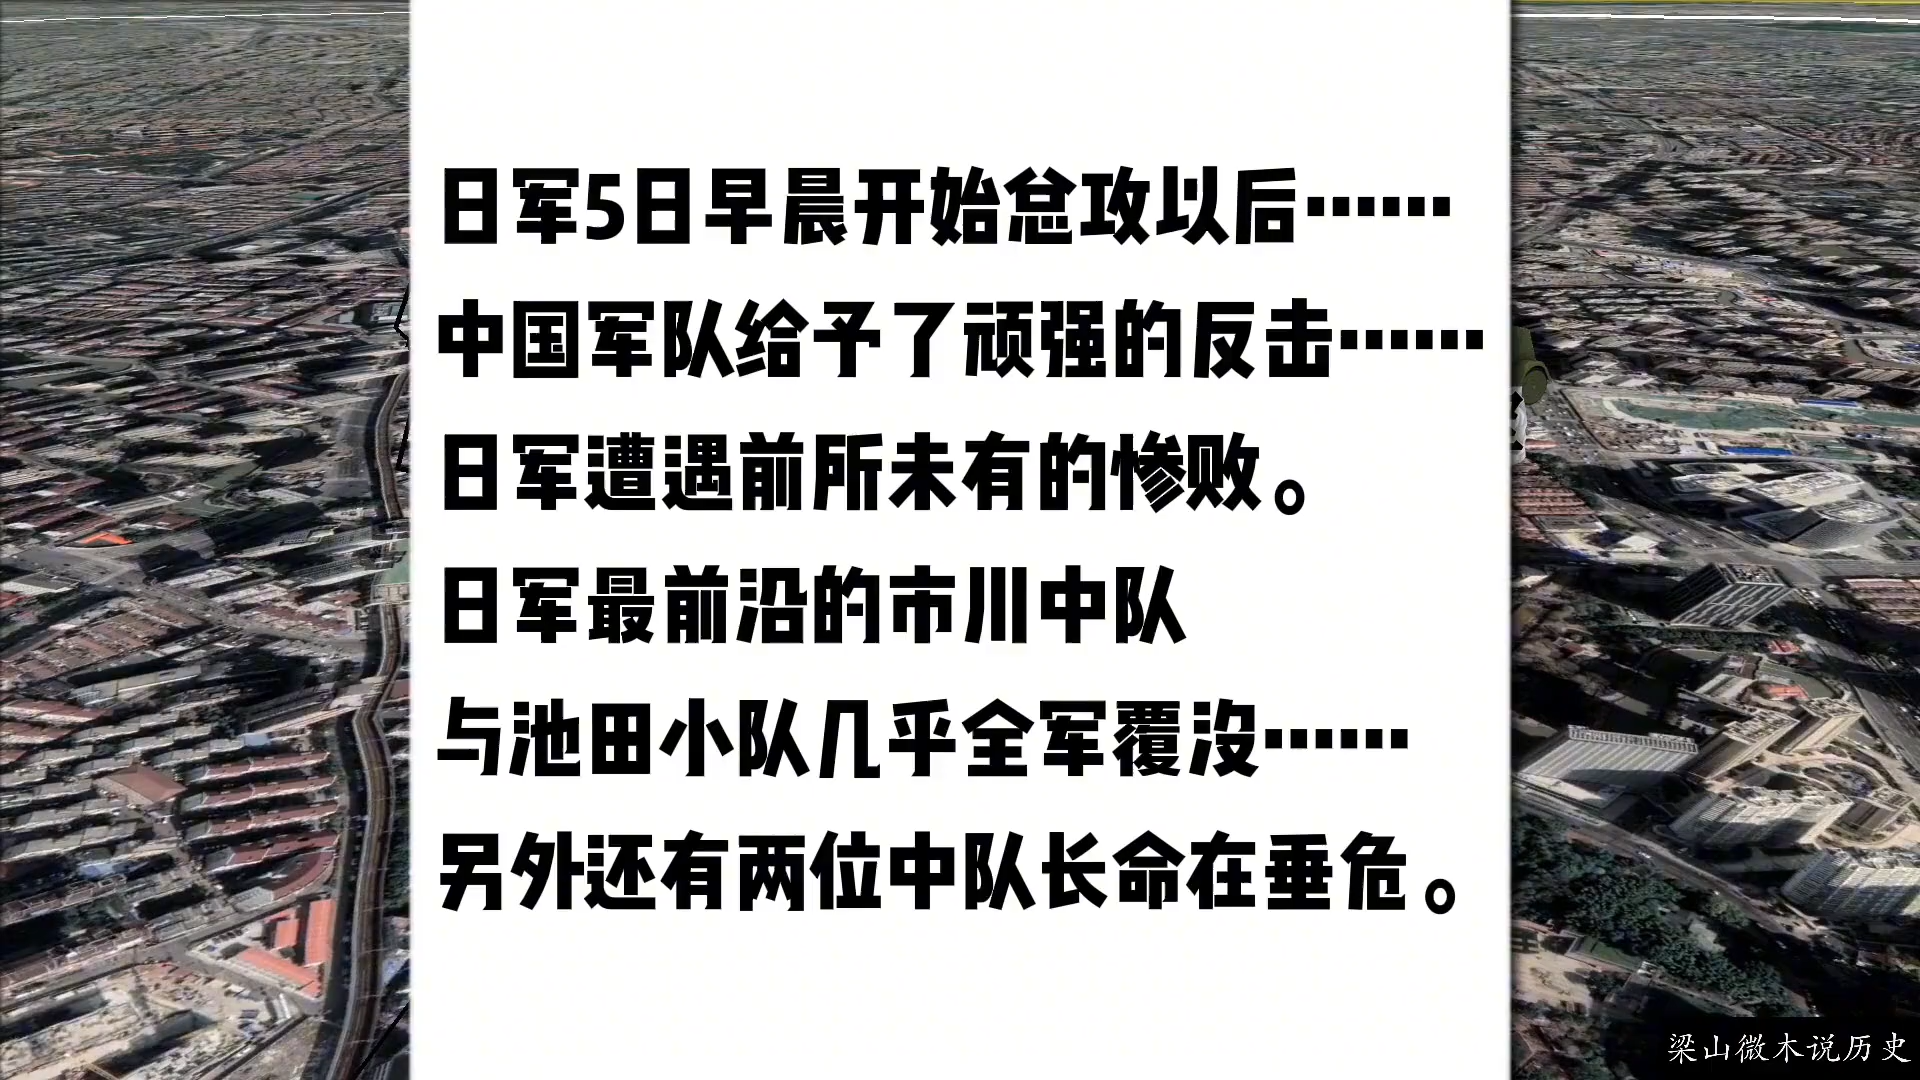 日军5日早晨开始总攻以后……
中国军队给予了顽强的反击……
日军遭遇前所未有的惨败。
日军最前沿的市川中队
与池田小队几乎全军覆没……
另外还有两位中队长命在垂危。
梁山微木说历史